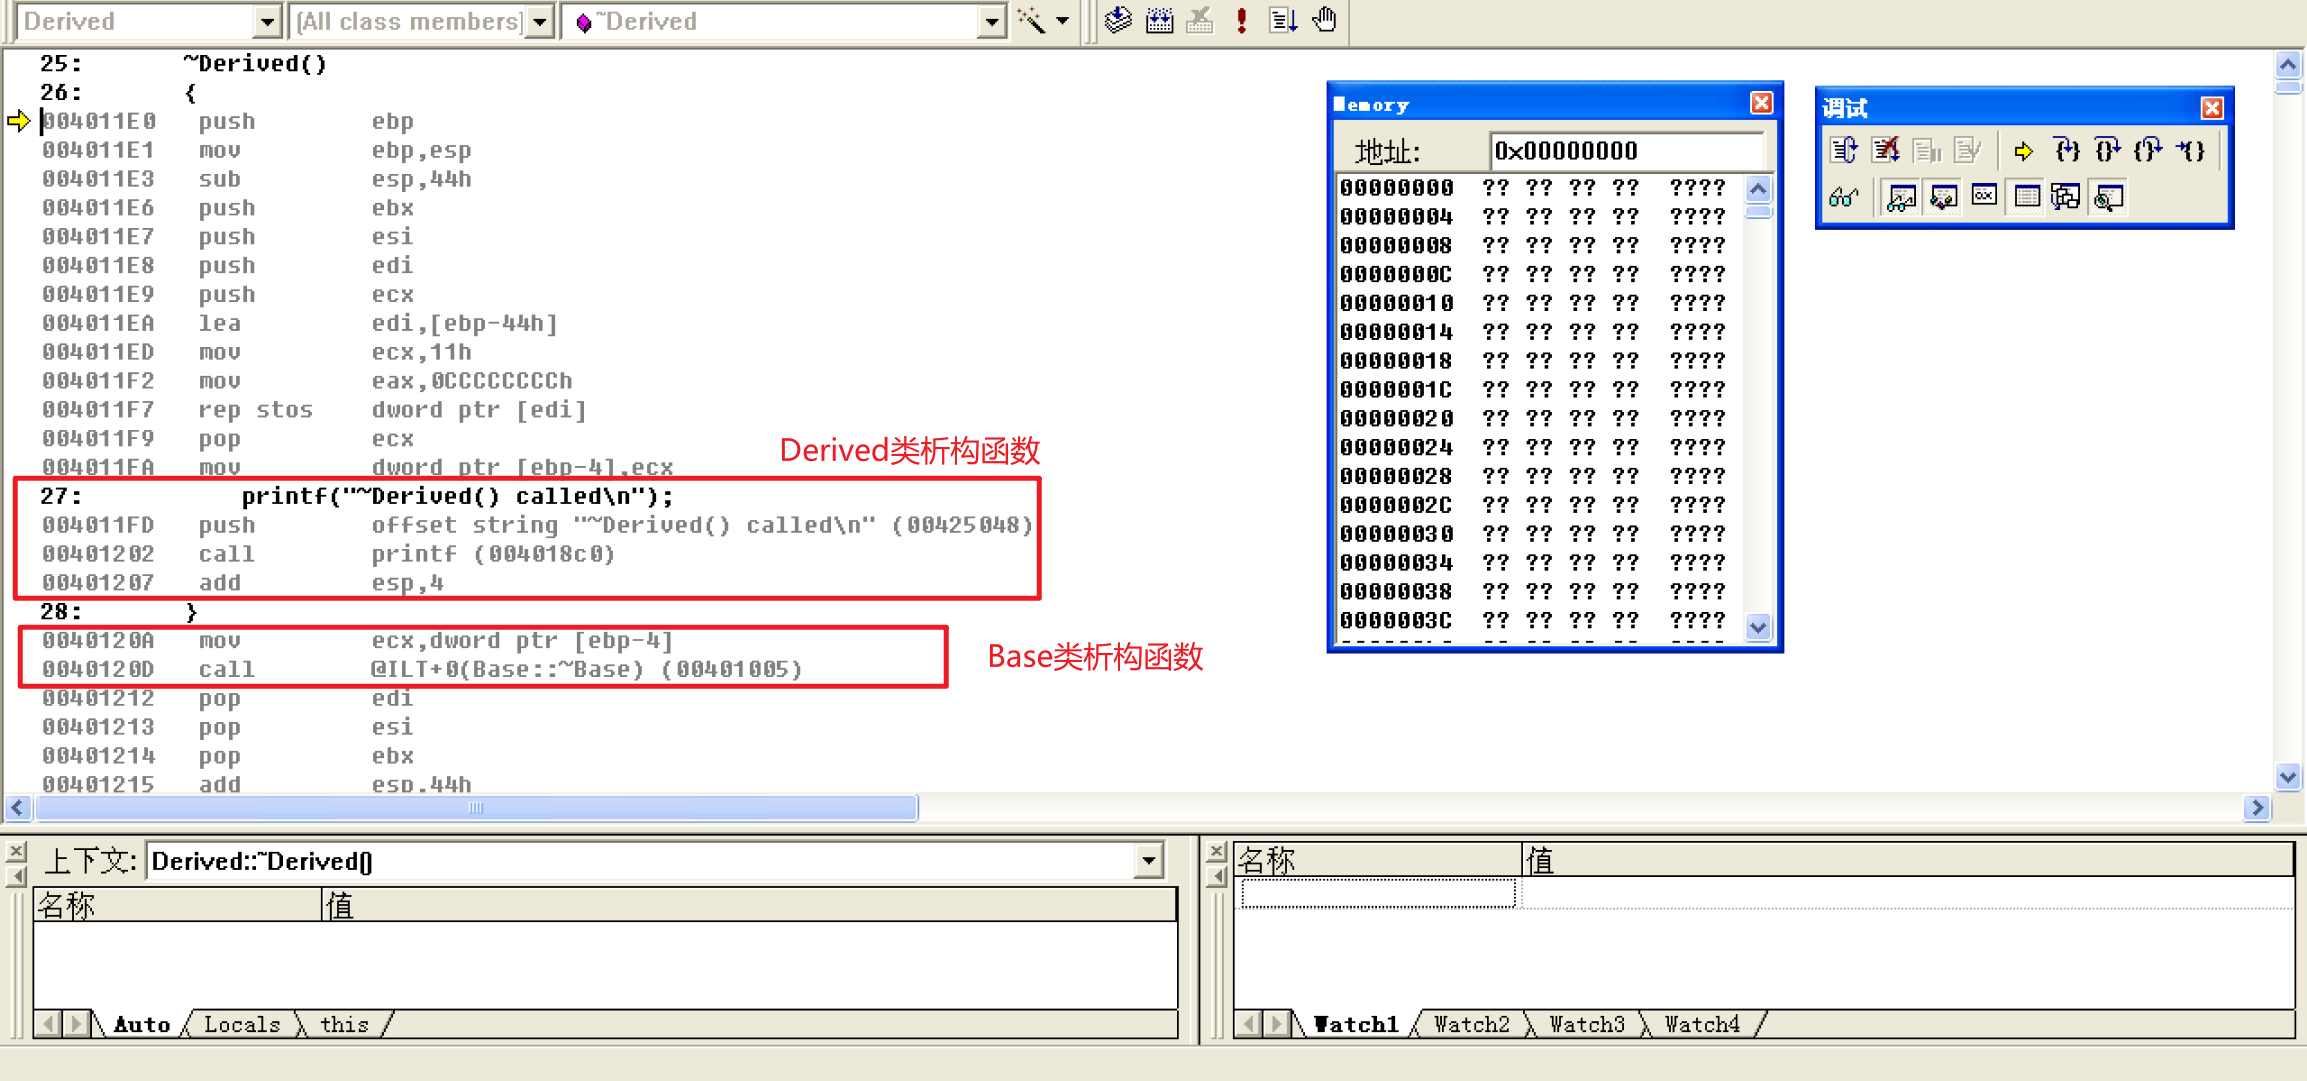 Derived
(All class members)
~Derived
25: ~Derived()
26: {
004011E0 push ebp
004011E1 mov ebp,esp
004011E3 sub esp,44h
004011E6 push ebx
004011E7 push esi
004011E8 push edi
004011E9 push ecx
004011EA lea edi,[ebp-44h]
004011ED mov ecx,11h
004011F2 mov eax,0CCCCCCCCh
004011F7 rep stos dword ptr [edi]
004011F9 pop ecx
004011FA mov dword ptr [ebp-4],ecx
Derived类析构函数
27: printf("~Derived() called\n");
004011FD push offset string "~Derived() called\n" (00425048)
00401202 call printf (004018c0)
00401207 add esp,4
28: }
0040120A mov ecx,dword ptr [ebp-4]
0040120D call @ILT+0(Base::~Base) (00401005)
Base类析构函数
00401212 pop edi
00401213 pop esi
00401214 pop ebx
00401215 add esp,44h
Memory
地址: 0x00000000
00000000 ?? ?? ?? ?? ????
00000004 ?? ?? ?? ?? ????
00000008 ?? ?? ?? ?? ????
0000000C ?? ?? ?? ?? ????
00000010 ?? ?? ?? ?? ????
00000014 ?? ?? ?? ?? ????
00000018 ?? ?? ?? ?? ????
0000001C ?? ?? ?? ?? ????
00000020 ?? ?? ?? ?? ????
00000024 ?? ?? ?? ?? ????
00000028 ?? ?? ?? ?? ????
0000002C ?? ?? ?? ?? ????
00000030 ?? ?? ?? ?? ????
00000034 ?? ?? ?? ?? ????
00000038 ?? ?? ?? ?? ????
0000003C ?? ?? ?? ?? ????
调试
上下文: Derived::~Derived()
名称 值
Auto Locals this
名称 值
Watch1 Watch2 Watch3 Watch4